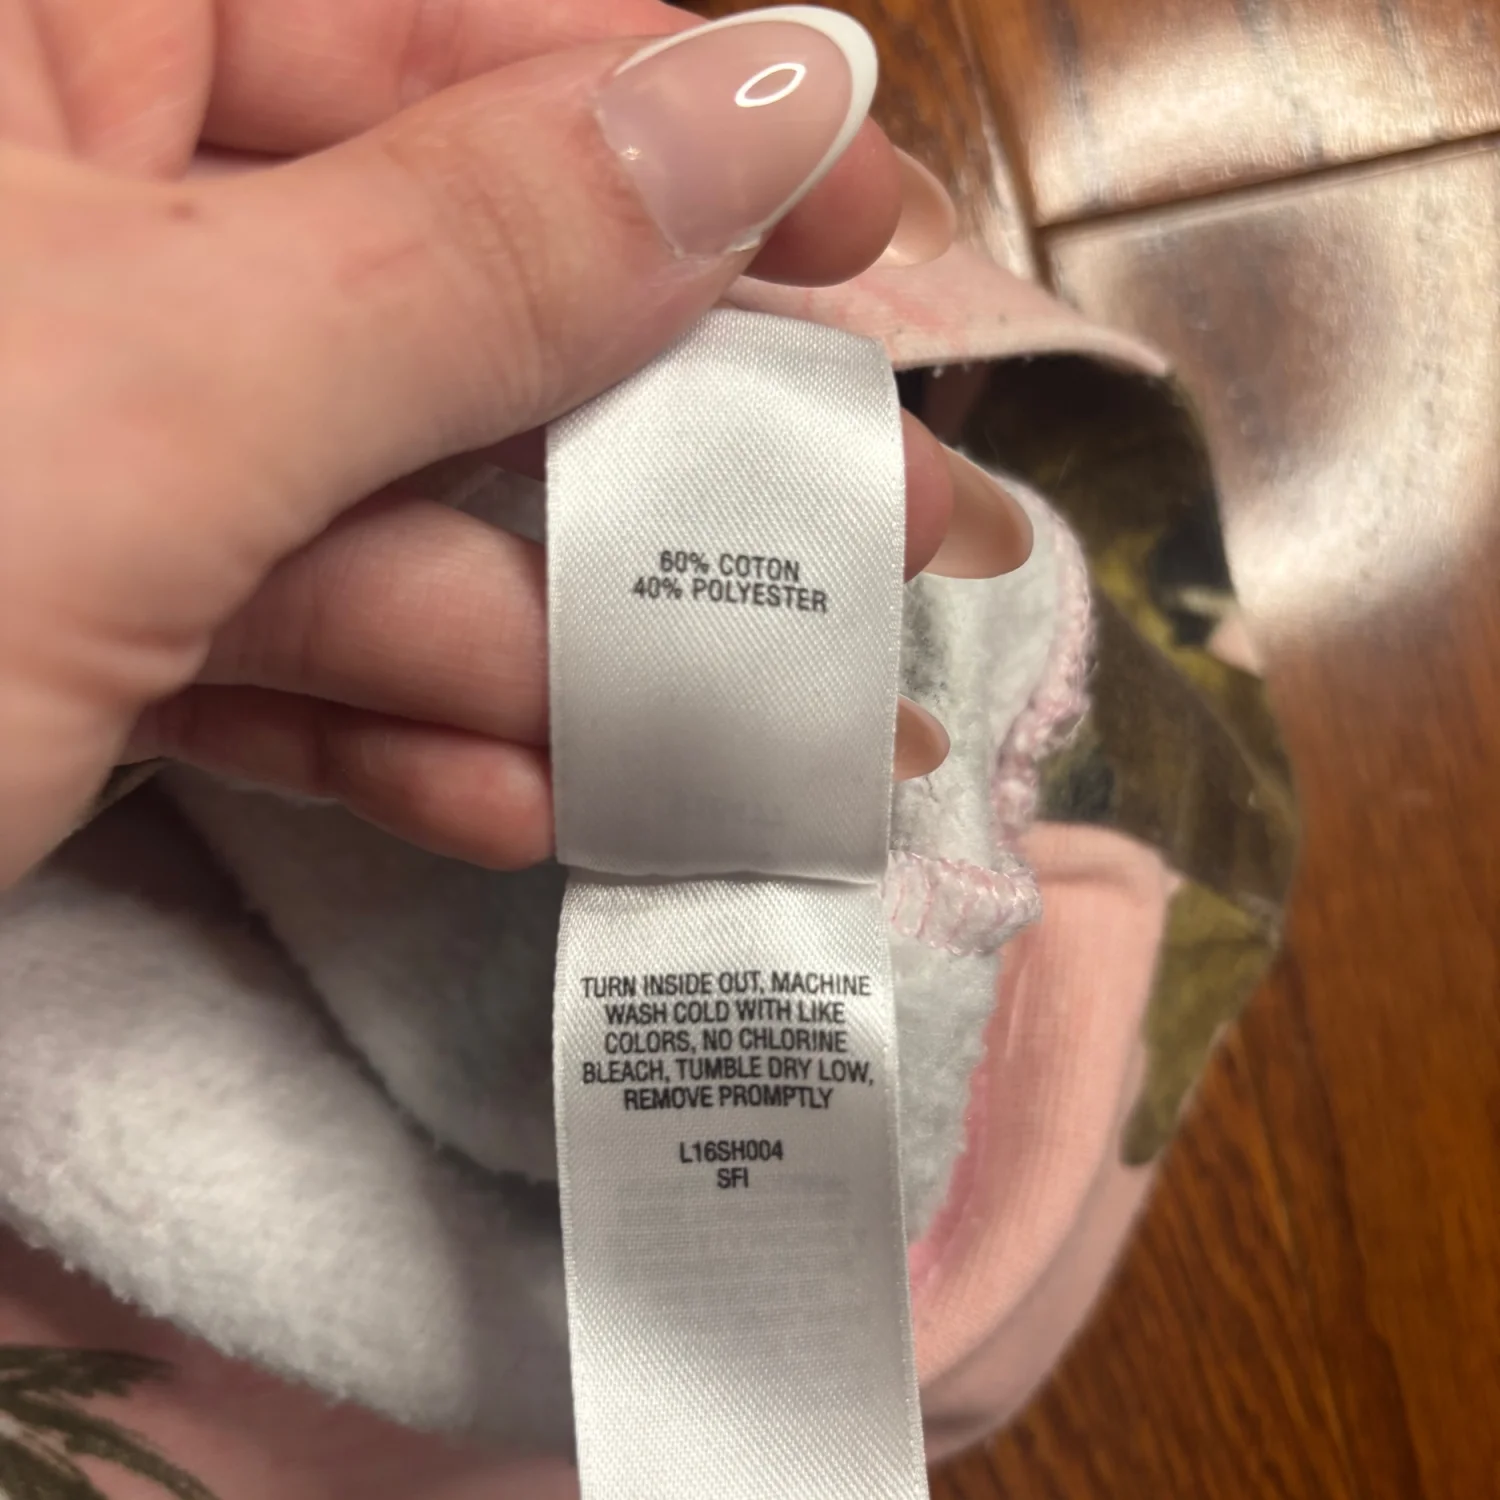 60% COTON
40% POLYESTER
TURN INSIDE OUT, MACHINE
WASH COLD WITH LIKE
COLORS, NO CHLORINE
BLEACH, TUMBLE DRY LOW,
REMOVE PROMPTLY
L16SH004
SFI